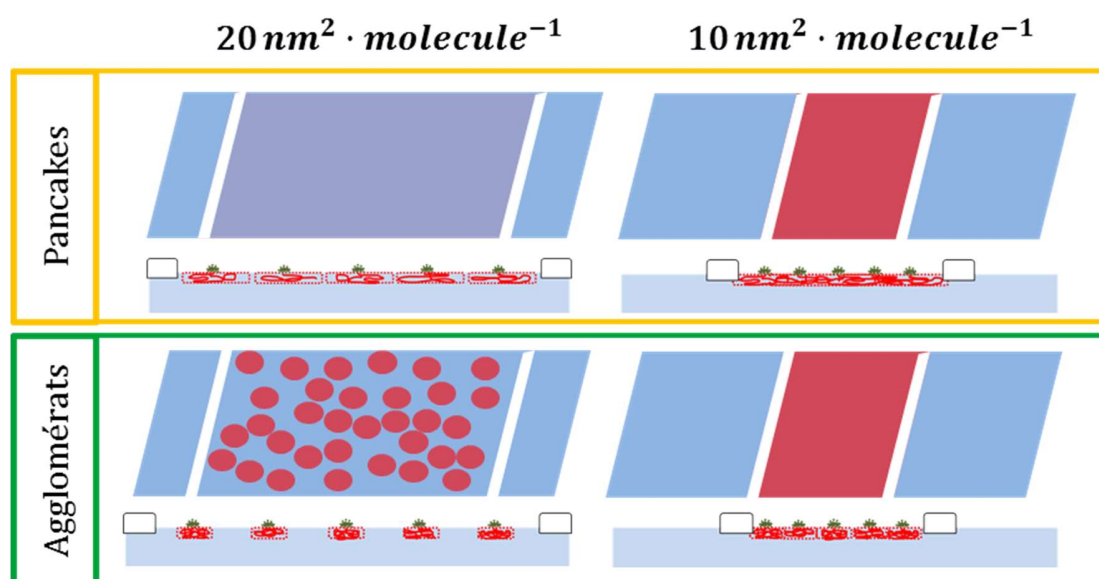 20 nm² · molecule⁻¹
10 nm² · molecule⁻¹
Pancakes
Agglomérats